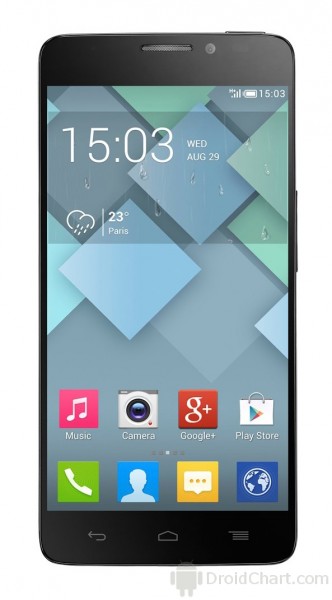 15:03
15:03
WED
AUG 29
23°
Paris
g+
Music
Camera
Google+
Play Store
DroidChart.com